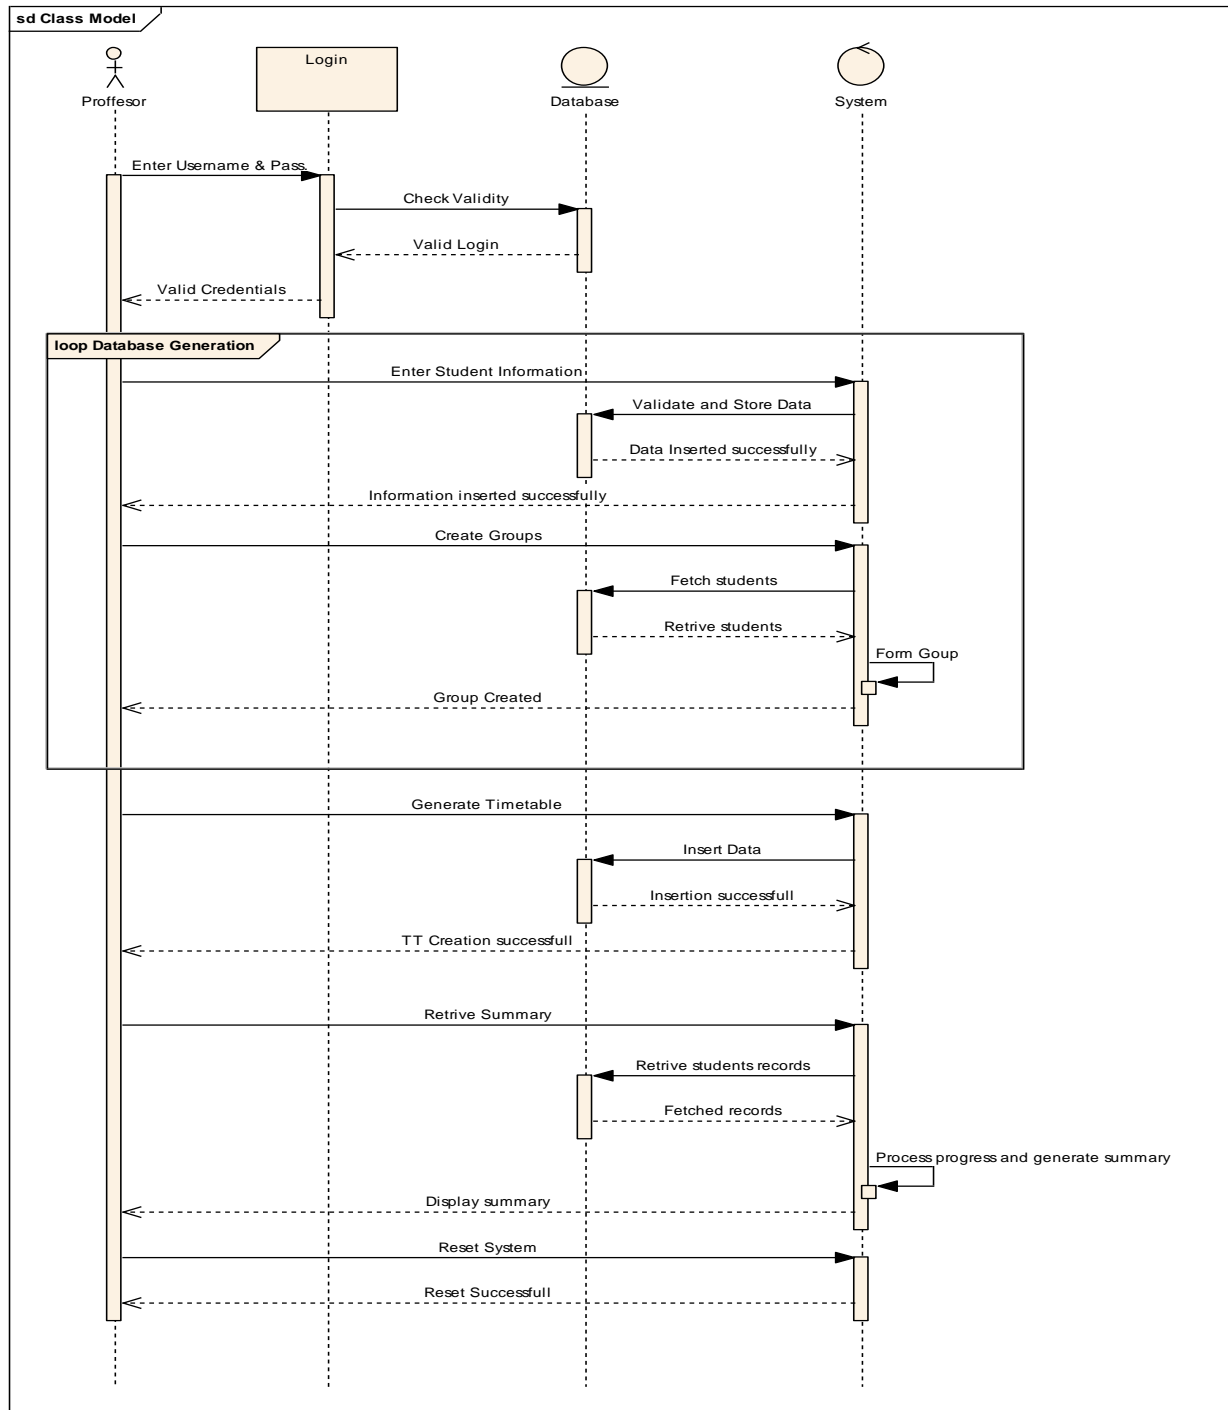 sd Class Model
Login
Proffesor
Database
System
Enter Username & Pass.
Check Validity
Valid Login
Valid Credentials
loop Database Generation
Enter Student Information
Validate and Store Data
Data Inserted successfully
Information inserted successfully
Create Groups
Fetch students
Retrive students
Form Goup
Group Created
Generate Timetable
Insert Data
Insertion successfull
TT Creation successfull
Retrive Summary
Retrive students records
Fetched records
Process progress and generate summary
Display summary
Reset System
Reset Successfull